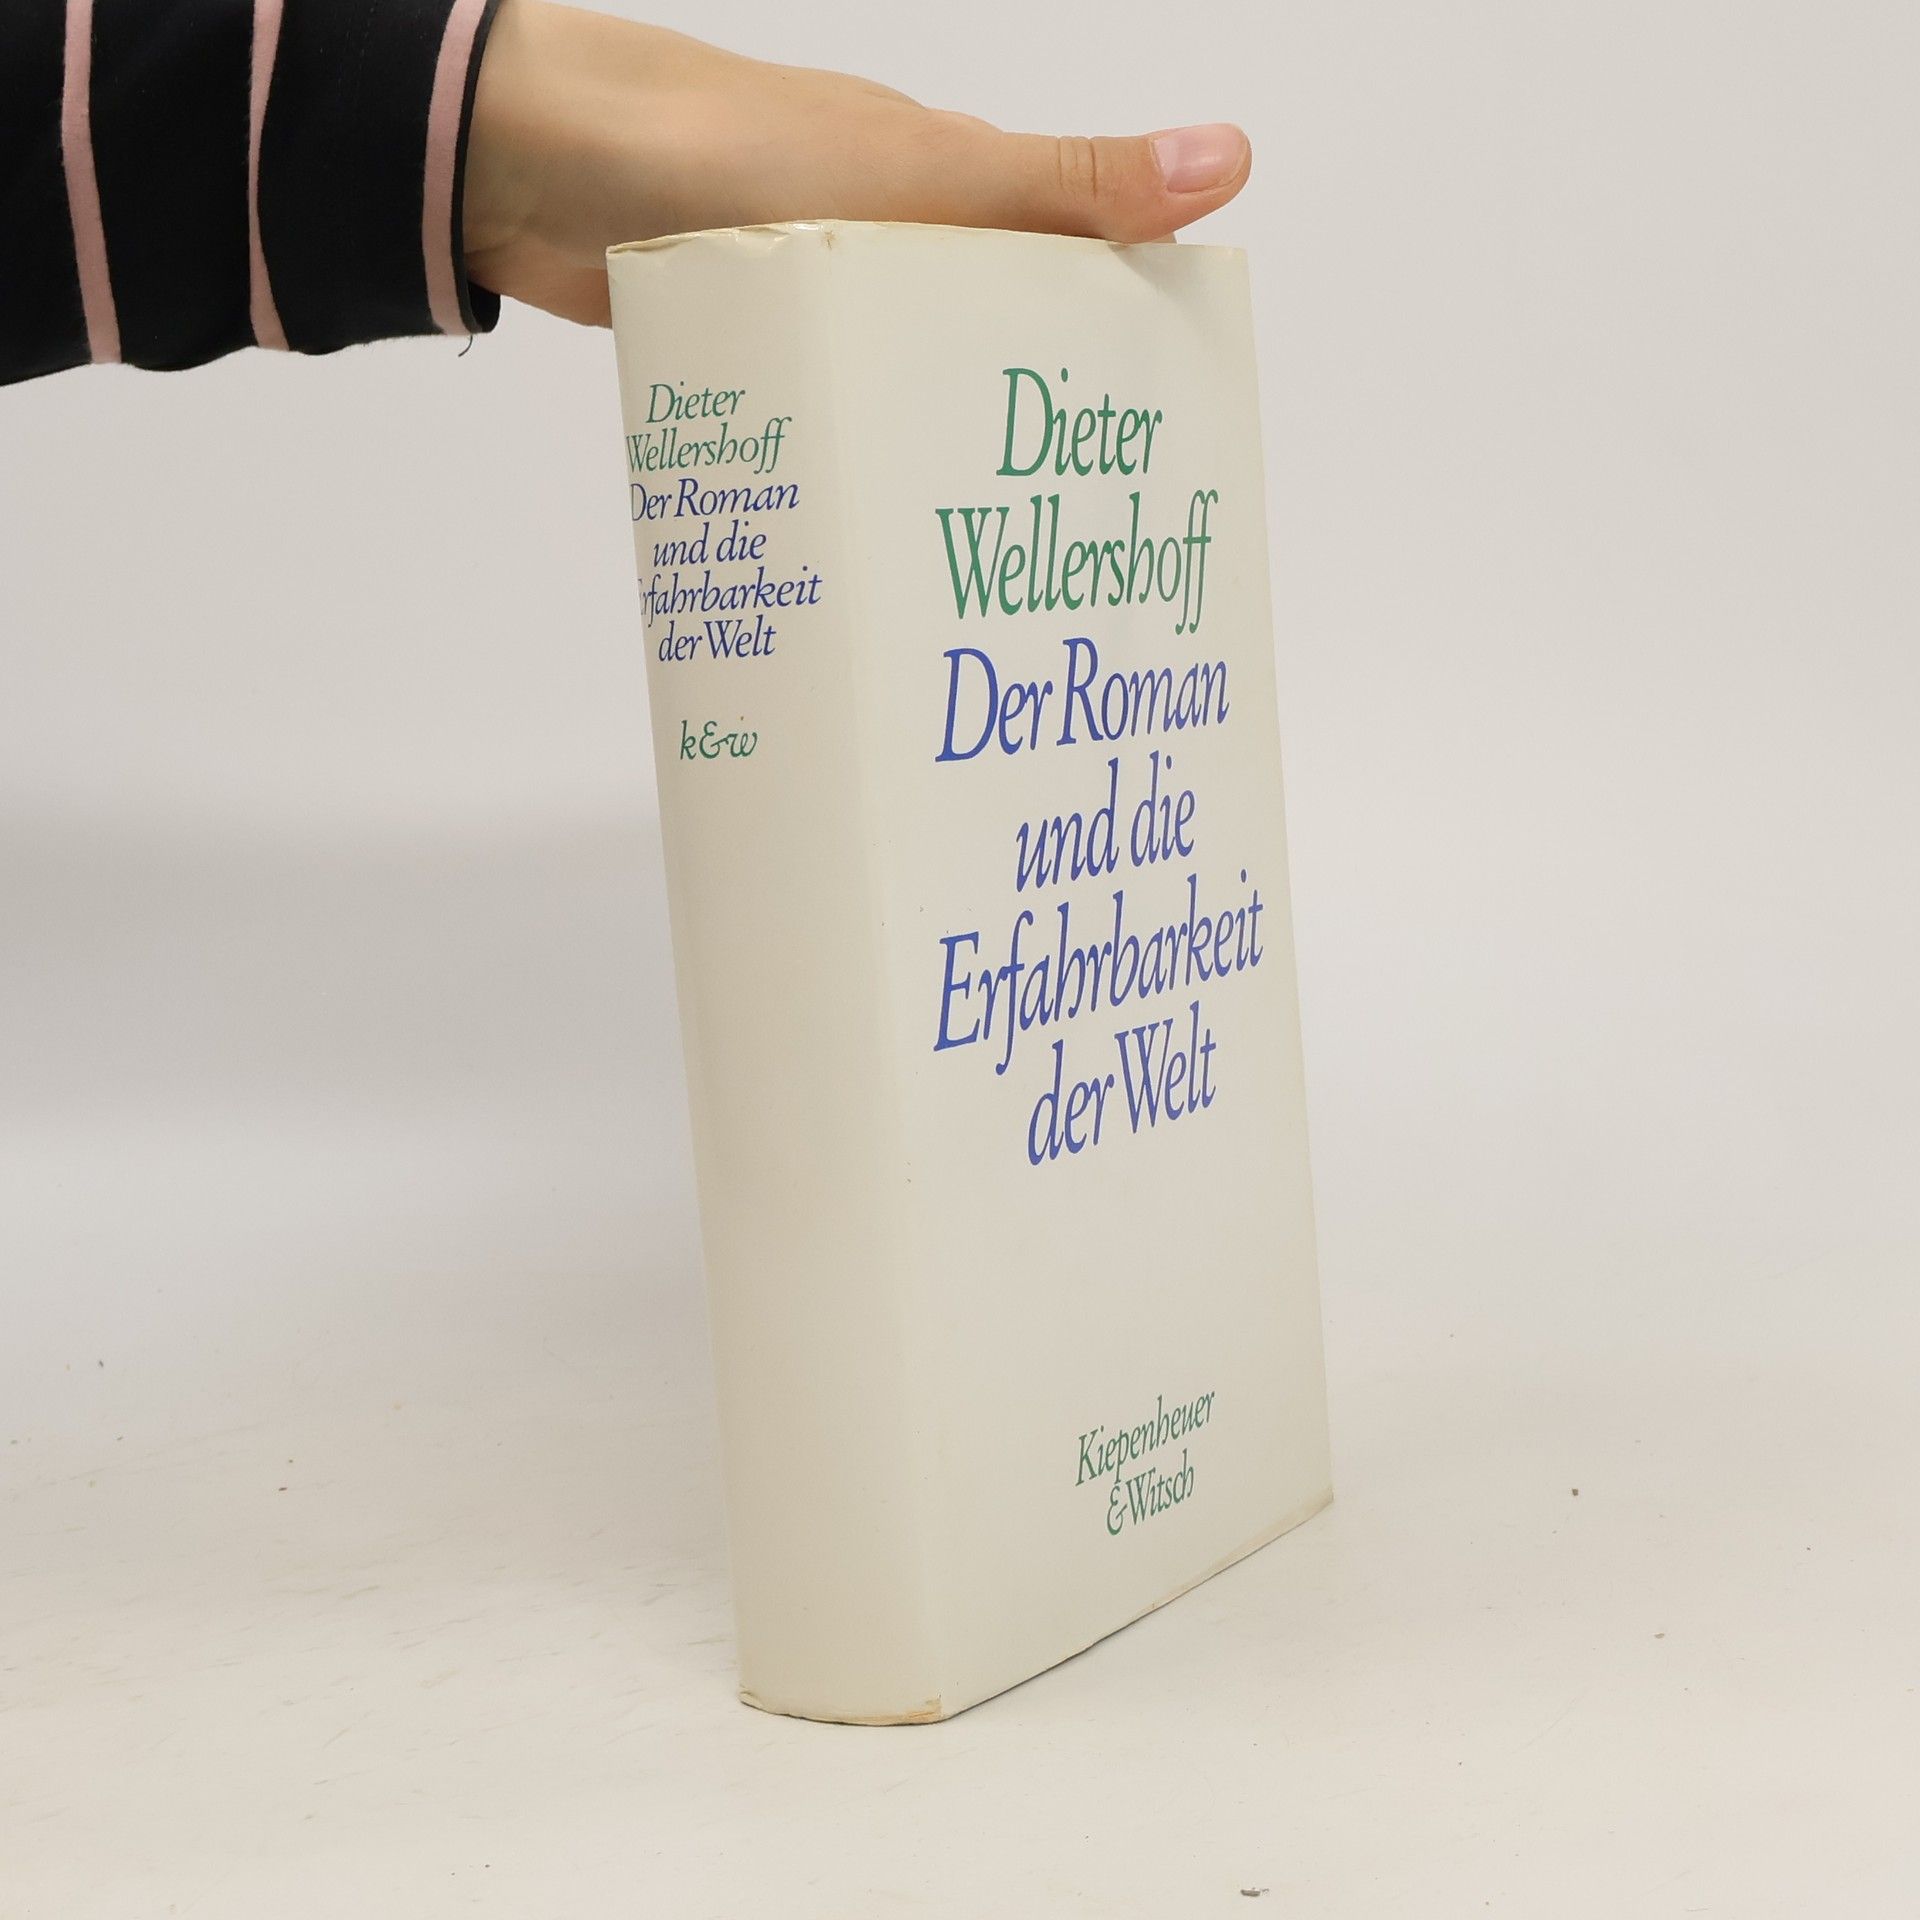 Dieter
Wellershoff
Der Roman
und die
Erfahrbarkeit
der Welt
k&w
Dieter
Wellershoff
Der Roman
und die
Erfahrbarkeit
der Welt
Kiepenheuer
&Witsch